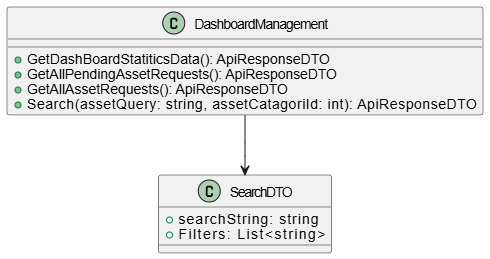 C DashboardManagement
GetDashBoardStatiticsData(): ApiResponseDTO
GetAllPendingAssetRequests(): ApiResponseDTO
GetAllAssetRequests(): ApiResponseDTO
Search(assetQuery: string, assetCatagoriId: int): ApiResponseDTO
C SearchDTO
searchString: string
Filters: List<string>